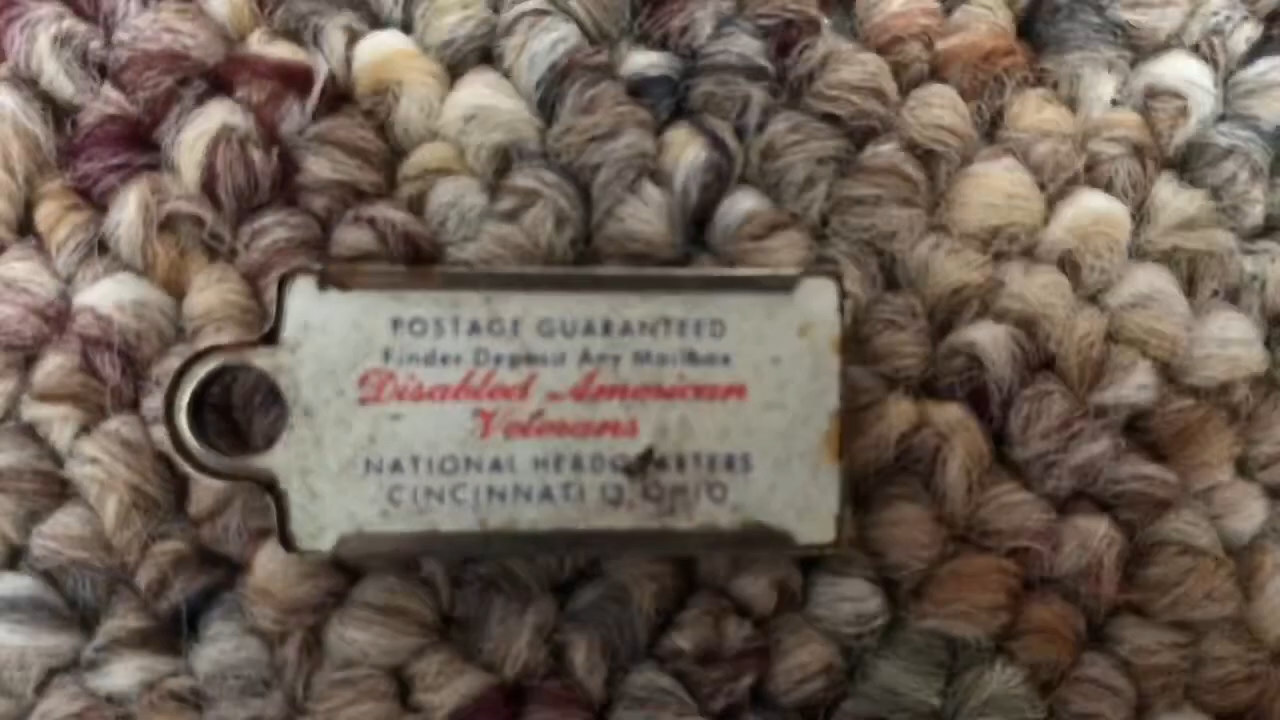 POSTAGE GUARANTEED
Finder Deposit Any Mailbox
Disabled American
Veterans
NATIONAL HEADQUARTERS
CINCINNATI 12, OHIO